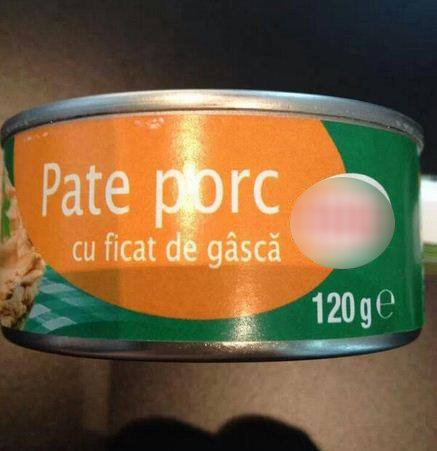 Pate porc
cu ficat de gâscă
120 g e